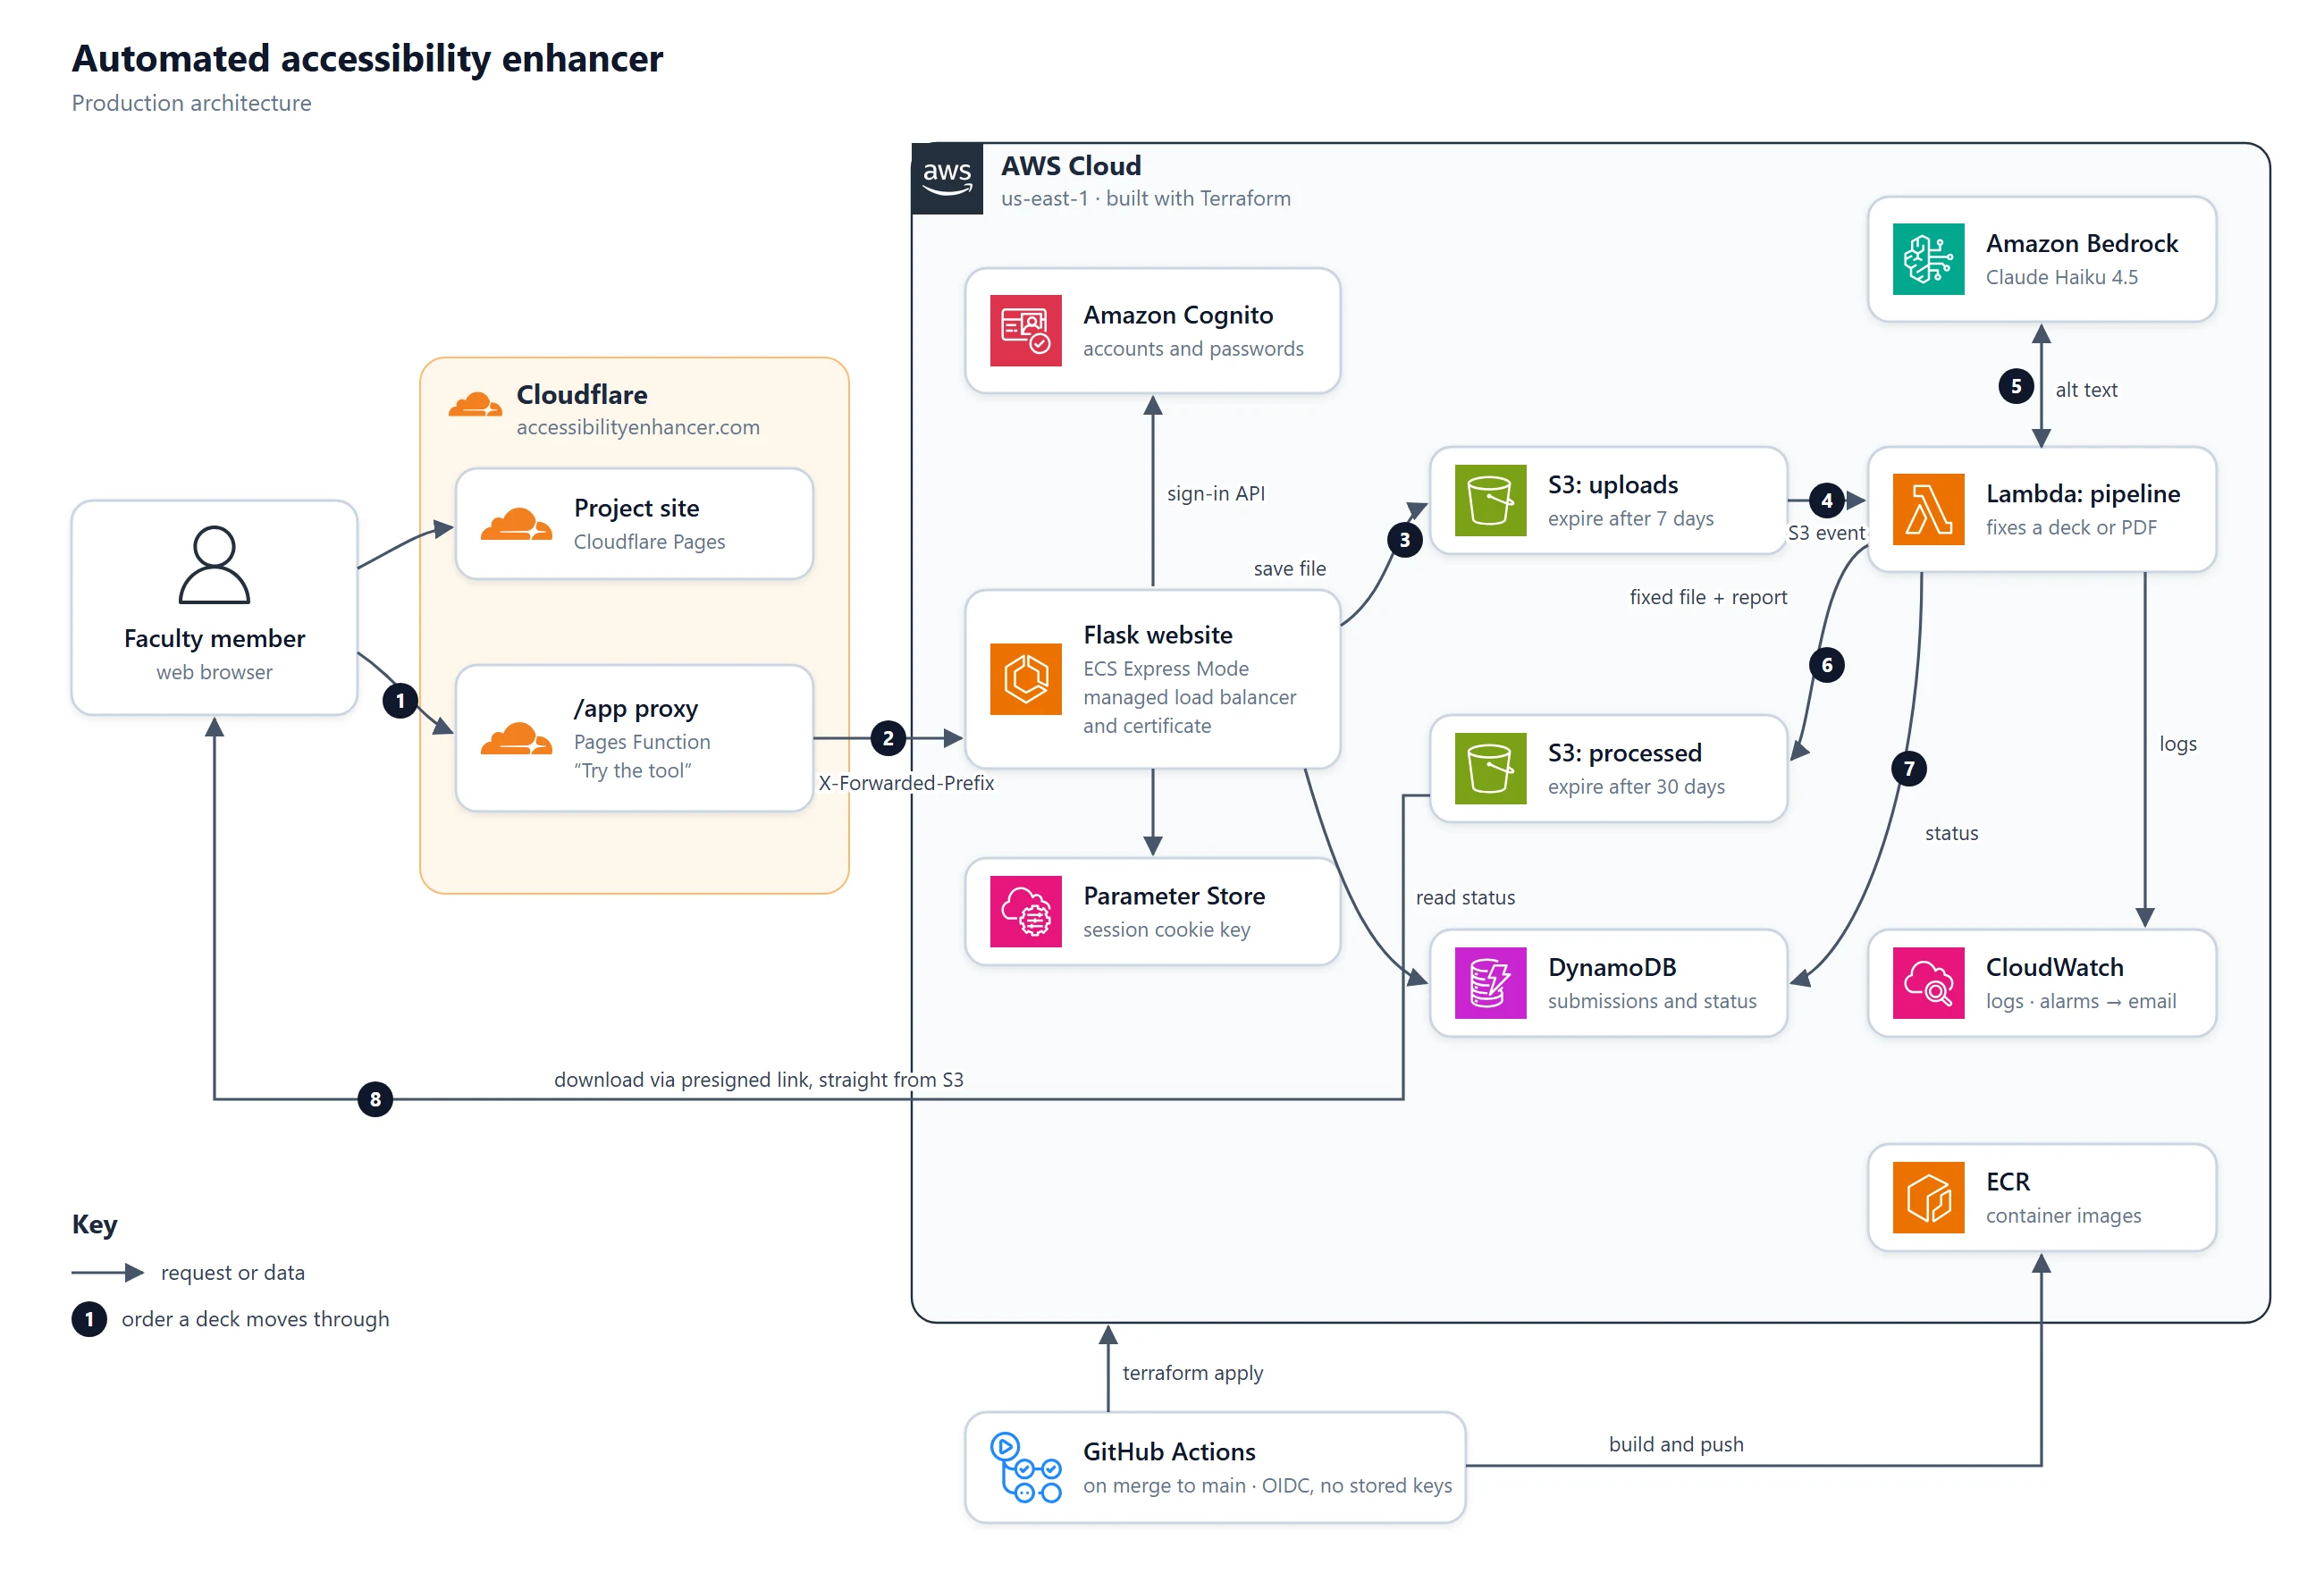 Automated accessibility enhancer
Production architecture
aws
AWS Cloud
us-east-1 · built with Terraform
Amazon Bedrock
Claude Haiku 4.5
Amazon Cognito
accounts and passwords
5
alt text
Cloudflare
accessibilityenhancer.com
sign-in API
S3: uploads
expire after 7 days
4
S3 event
Lambda: pipeline
fixes a deck or PDF
Project site
Cloudflare Pages
3
save file
fixed file + report
Faculty member
web browser
Flask website
ECS Express Mode
managed load balancer
and certificate
6
1
/app proxy
Pages Function
“Try the tool”
2
X-Forwarded-Prefix
S3: processed
expire after 30 days
7
logs
status
Parameter Store
session cookie key
read status
DynamoDB
submissions and status
CloudWatch
logs · alarms → email
download via presigned link, straight from S3
8
ECR
container images
Key
request or data
1
order a deck moves through
terraform apply
GitHub Actions
on merge to main · OIDC, no stored keys
build and push